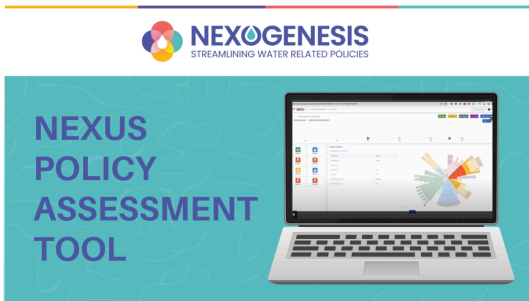 NEXOGENESIS
STREAMLINING WATER RELATED POLICIES
NEXUS
POLICY
ASSESSMENT
TOOL